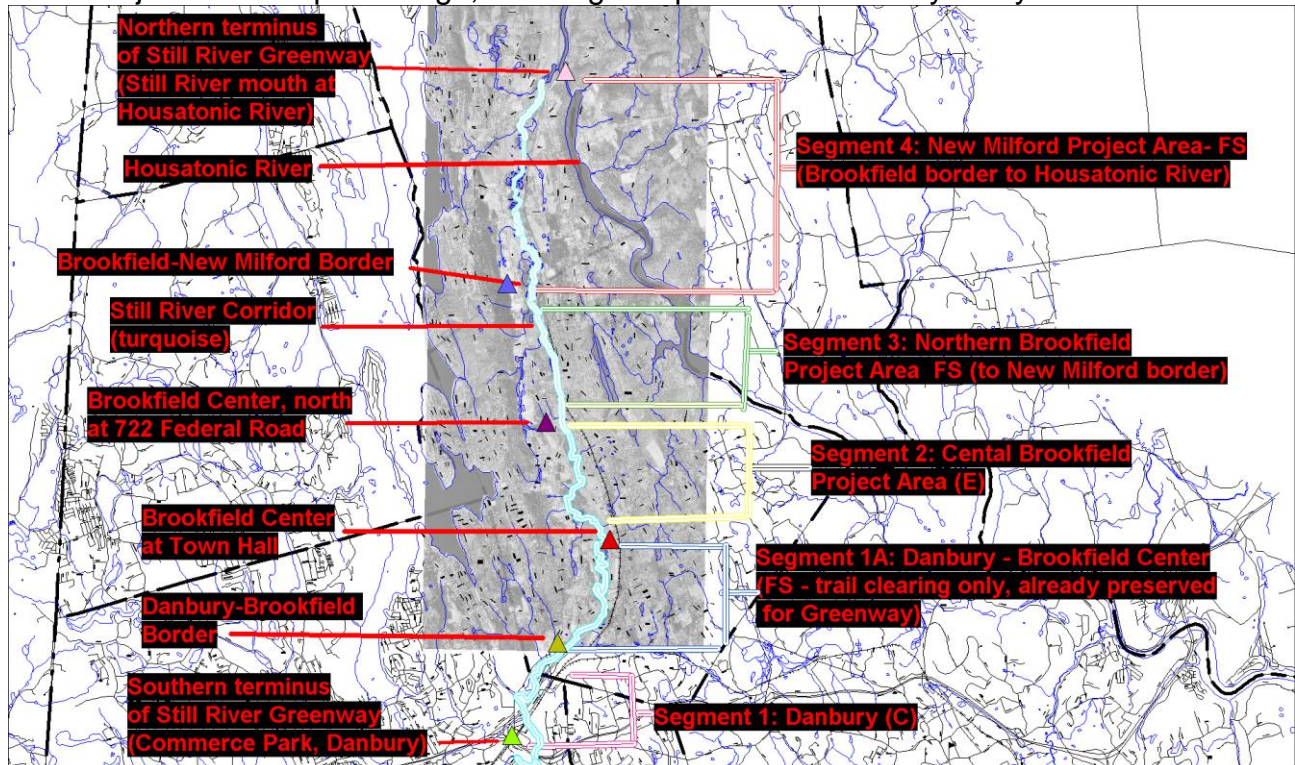 Northern terminus
of Still River Greenway
(Still River mouth at
Housatonic River)
Housatonic River
Segment 4: New Milford Project Area- FS
(Brookfield border to Housatonic River)
Brookfield-New Milford Border
Still River Corridor
(turquoise)
Segment 3: Northern Brookfield
Project Area FS (to New Milford border)
Brookfield Center, north
at 722 Federal Road
Segment 2: Cental Brookfield
Project Area (E)
Brookfield Center
at Town Hall
Segment 1A: Danbury - Brookfield Center
(FS - trail clearing only, already preserved
for Greenway)
Danbury-Brookfield
Border
Southern terminus
of Still River Greenway
(Commerce Park, Danbury)
Segment 1: Danbury (C)